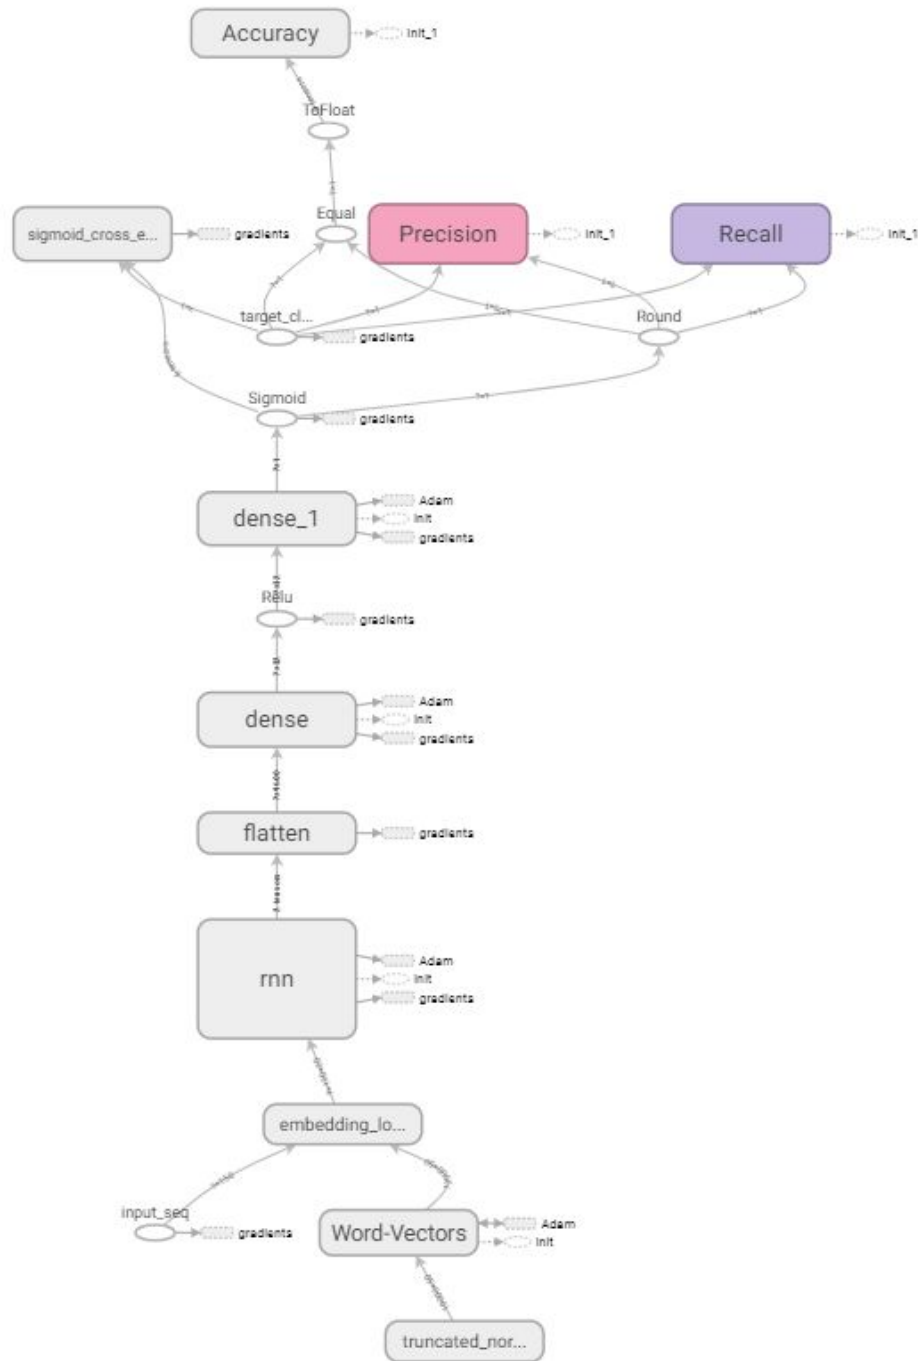 Accuracy
init_1
ToFloat
Equal
sigmoid_cross_e...
gradients
Precision
init_1
Recall
init_1
target_cl...
gradients
Round
Sigmoid
gradients
dense_1
Adam
init
gradients
Relu
gradients
dense
Adam
init
gradients
flatten
gradients
rnn
Adam
init
gradients
embedding_lo...
input_seq
gradients
Word-Vectors
Adam
init
truncated_nor...